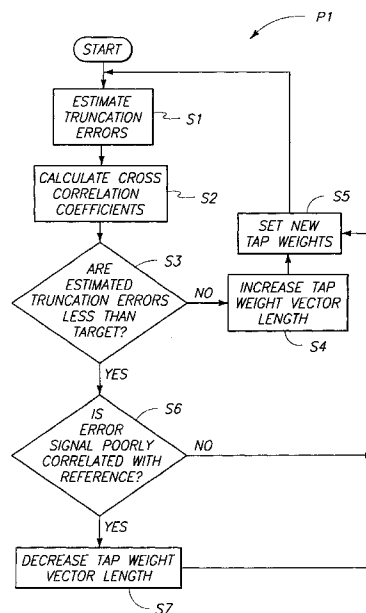 P1
START
ESTIMATE
TRUNCATION
ERRORS
S1
CALCULATE CROSS
CORRELATION
COEFFICIENTS
S2
S3
ARE
ESTIMATED
TRUNCATION ERRORS
LESS THAN
TARGET?
NO
YES
S5
SET NEW
TAP WEIGHTS
INCREASE TAP
WEIGHT VECTOR
LENGTH
S4
S6
IS
ERROR
SIGNAL POORLY
CORRELATED WITH
REFERENCE?
NO
YES
DECREASE TAP WEIGHT
VECTOR LENGTH
S7